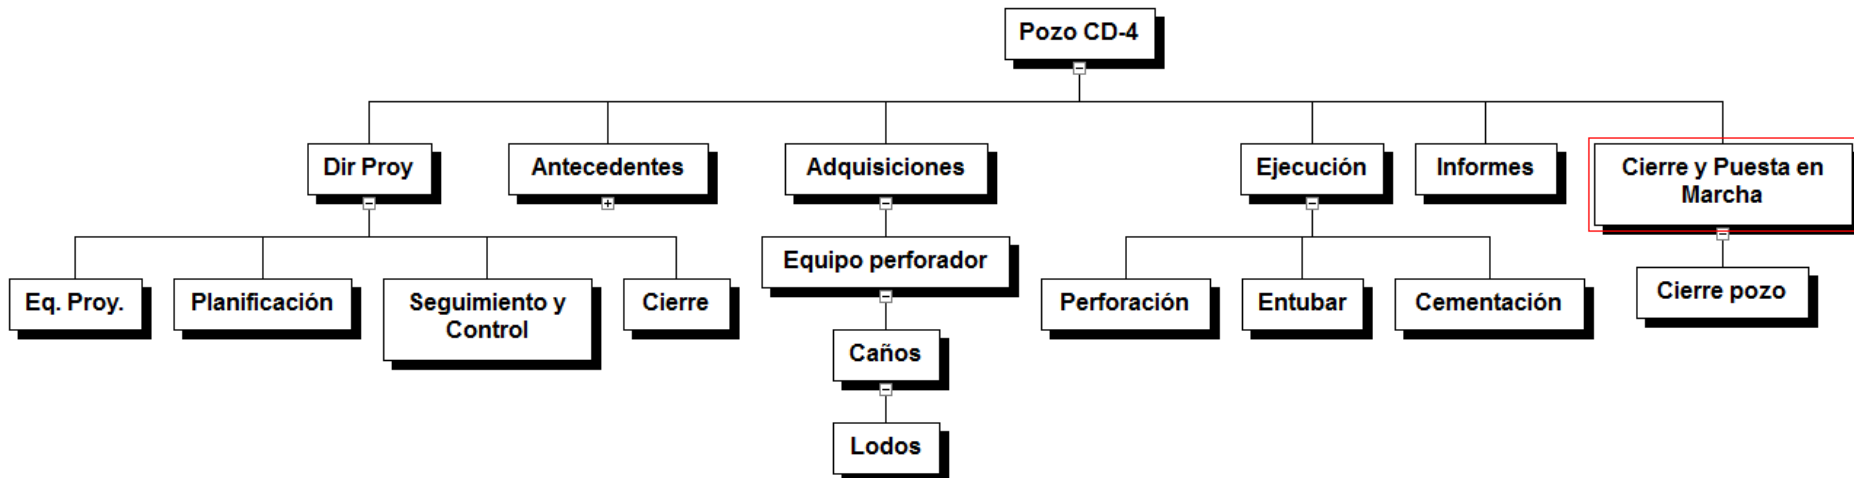 Pozo CD-4
Dir Proy
Antecedentes
Adquisiciones
Ejecución
Informes
Cierre y Puesta en
Marcha
Equipo perforador
Eq. Proy.
Planificación
Seguimiento y
Control
Cierre
Perforación
Entubar
Cementación
Cierre pozo
Caños
Lodos